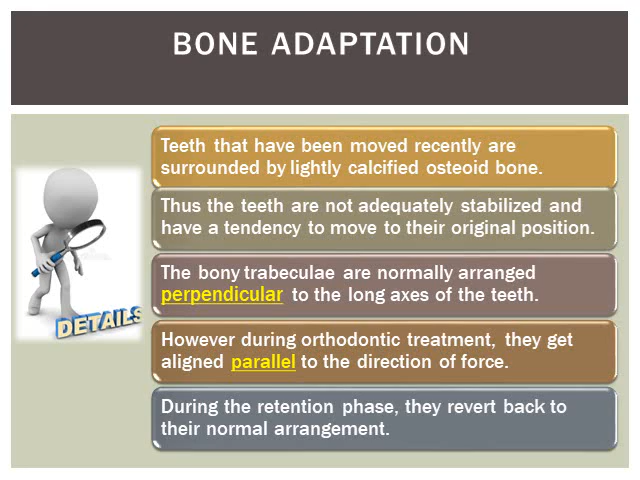 BONE ADAPTATION
Teeth that have been moved recently are
surrounded by lightly calcified osteoid bone.
Thus the teeth are not adequately stabilized and
have a tendency to move to their original position.
The bony trabeculae are normally arranged
perpendicular to the long axes of the teeth.
However during orthodontic treatment, they get
aligned parallel to the direction of force.
During the retention phase, they revert back to
their normal arrangement.
DETAILS